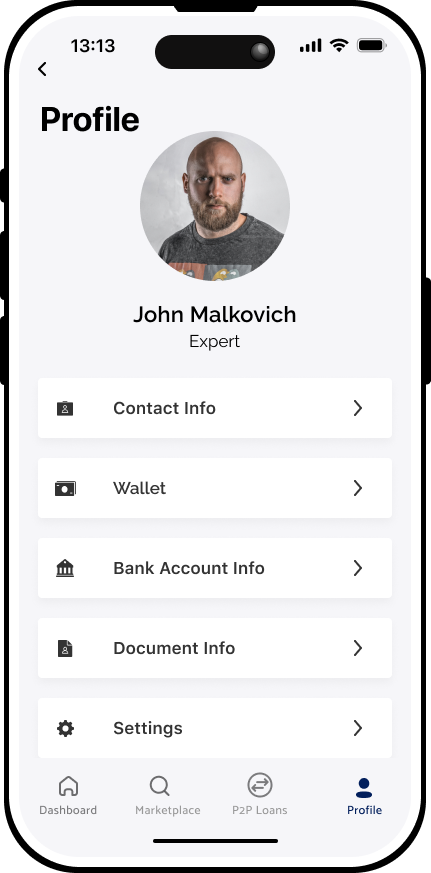 13:13
Profile
John Malkovich
Expert
Contact Info
Wallet
Bank Account Info
Document Info
Settings
Dashboard
Marketplace
P2P Loans
Profile